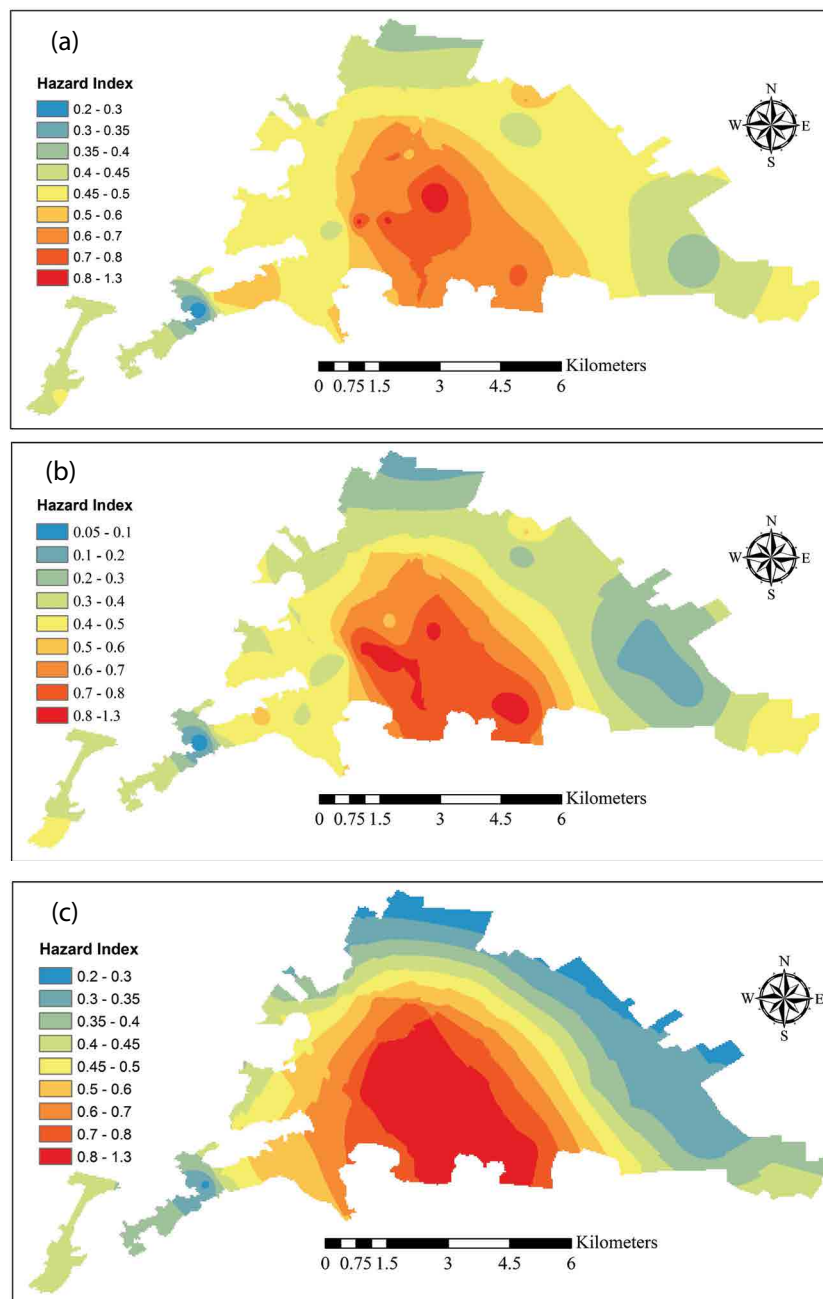 (a)
Hazard Index
0.2 - 0.3
0.3 - 0.35
0.35 - 0.4
0.4 - 0.45
0.45 - 0.5
0.5 - 0.6
0.6 - 0.7
0.7 - 0.8
0.8 - 1.3
N
W E
S
Kilometers
0 0.75 1.5 3 4.5 6
(b)
Hazard Index
0.05 - 0.1
0.1 - 0.2
0.2 - 0.3
0.3 - 0.4
0.4 - 0.5
0.5 - 0.6
0.6 - 0.7
0.7 - 0.8
0.8 -1.3
N
W E
S
Kilometers
0 0.75 1.5 3 4.5 6
(c)
Hazard Index
0.2 - 0.3
0.3 - 0.35
0.35 - 0.4
0.4 - 0.45
0.45 - 0.5
0.5 - 0.6
0.6 - 0.7
0.7 - 0.8
0.8 - 1.3
N
W E
S
Kilometers
0 0.75 1.5 3 4.5 6